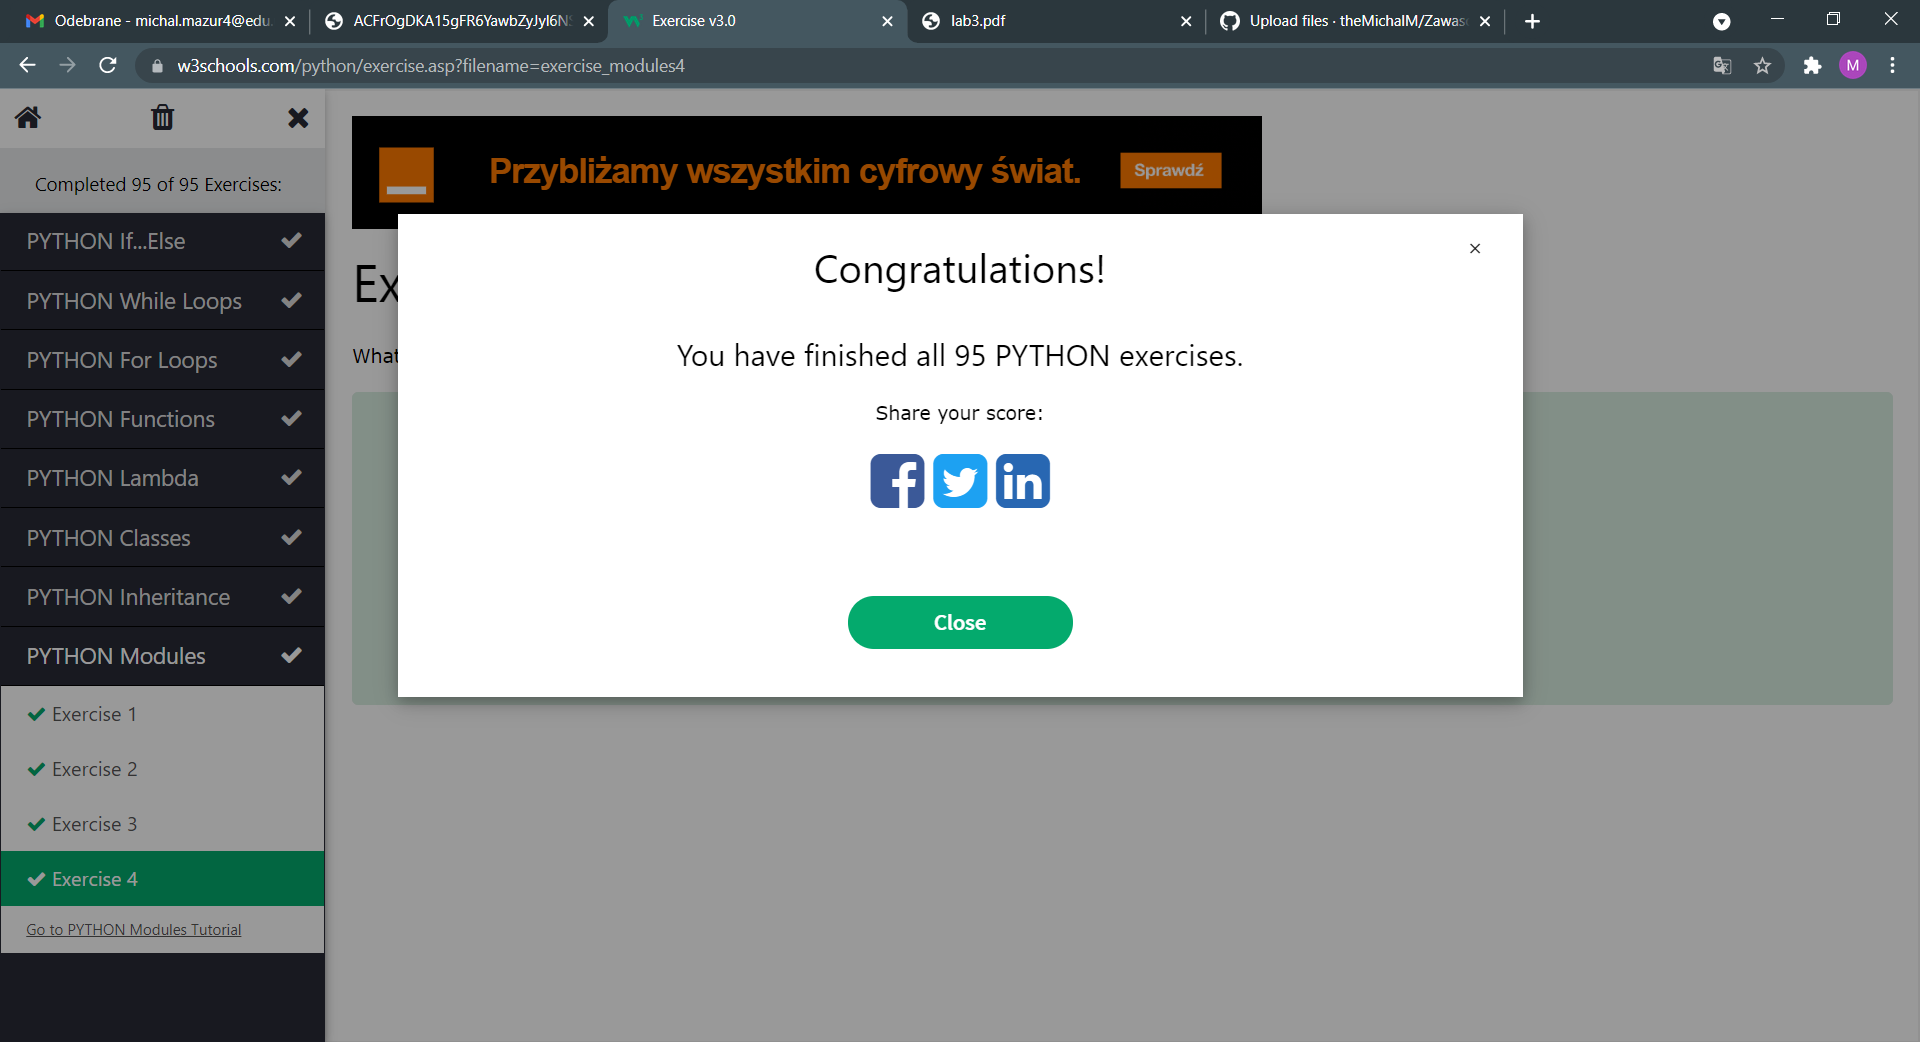 Odebrane - michal.mazur4@edu.
ACFrOgDKA15gFR6YawbZyJyI6NS
Exercise v3.0
lab3.pdf
Upload files · theMichalM/Zawas
w3schools.com/python/exercise.asp?filename=exercise_modules4
M
Completed 95 of 95 Exercises:
PYTHON If...Else
PYTHON While Loops
PYTHON For Loops
PYTHON Functions
PYTHON Lambda
PYTHON Classes
PYTHON Inheritance
PYTHON Modules
Exercise 1
Exercise 2
Exercise 3
Exercise 4
Go to PYTHON Modules Tutorial
Przybliżamy wszystkim cyfrowy świat.
Sprawdź
Ex
What
Congratulations!
You have finished all 95 PYTHON exercises.
Share your score:
Close